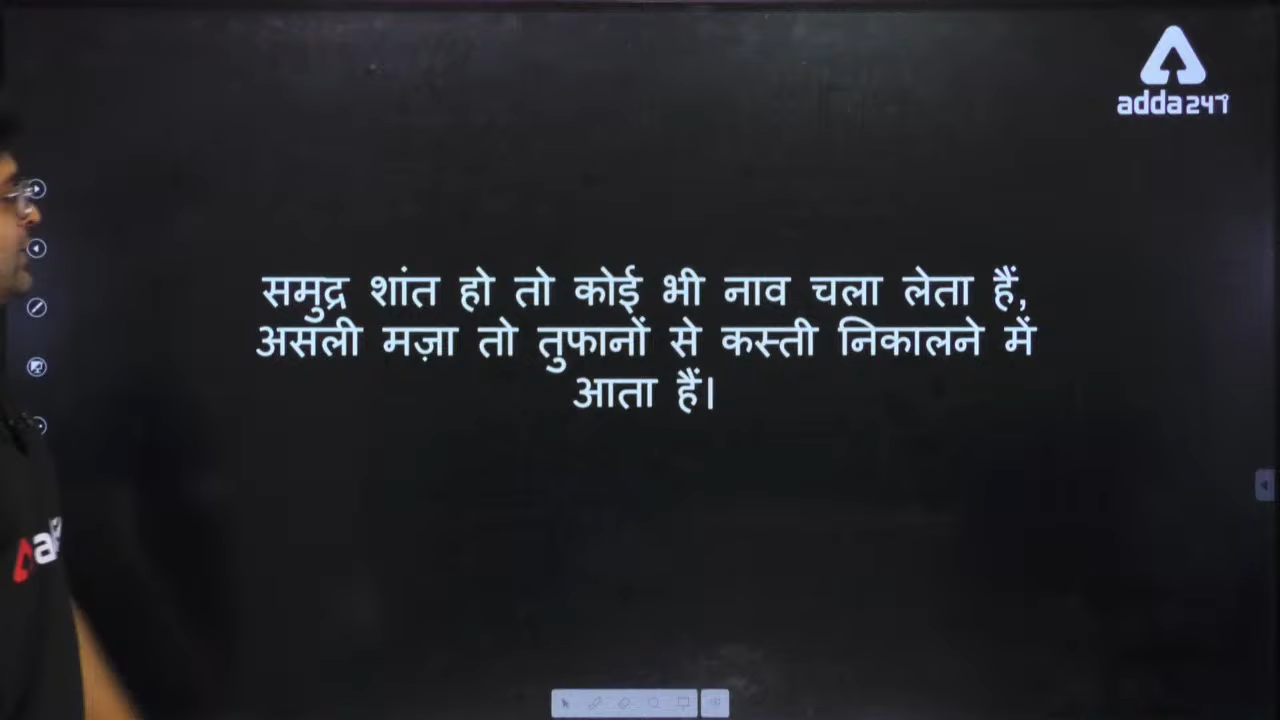 adda247
समुद्र शांत हो तो कोई भी नाव चला लेता हैं,
असली मज़ा तो तुफानों से कस्ती निकालने में
आता हैं।